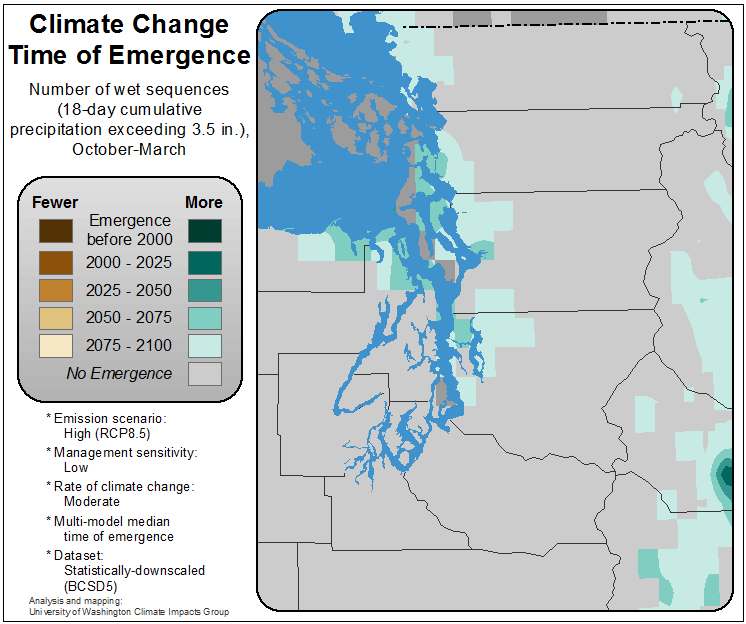 Climate Change
Time of Emergence
Number of wet sequences
(18-day cumulative
precipitation exceeding 3.5 in.),
October-March
Fewer More
Emergence
before 2000
2000 - 2025
2025 - 2050
2050 - 2075
2075 - 2100
No Emergence
* Emission scenario:
High (RCP8.5)
* Management sensitivity:
Low
* Rate of climate change:
Moderate
* Multi-model median
time of emergence
* Dataset:
Statistically-downscaled
(BCSD5)
Analysis and mapping:
University of Washington Climate Impacts Group